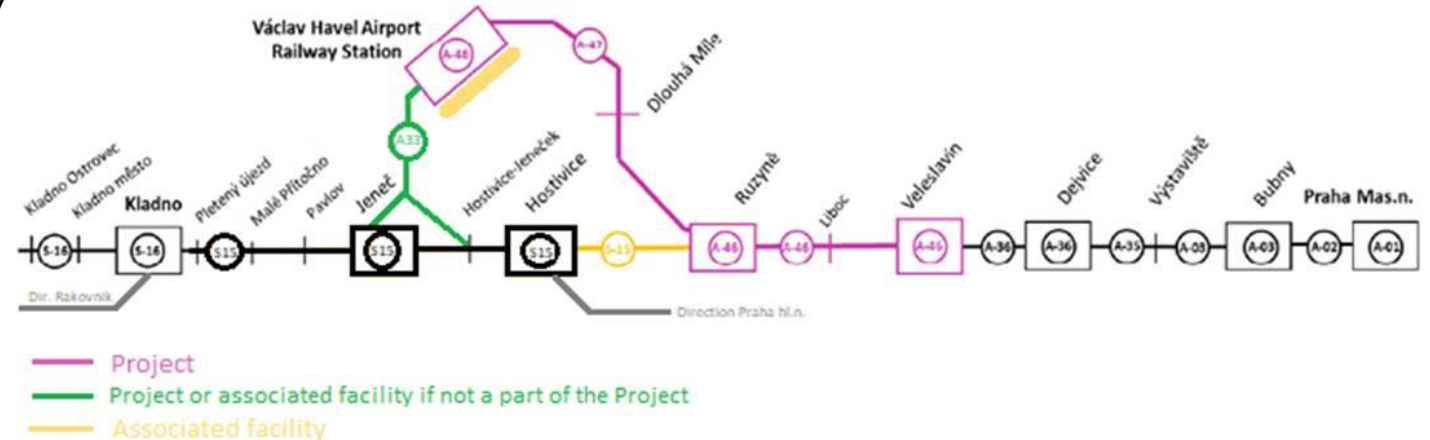 Václav Havel Airport
Railway Station
A-48
A-47
Dlouhá Míle
A33
Kladno Ostrovec
Kladno město
Kladno
Pletený újezd
Malé Přítočno
Pavlov
Jeneč
Hostivice-Jeneček
Hostivice
Ruzyně
Liboc
Veleslavín
Dejvice
Výstaviště
Bubny
Praha Mas.n.
S-16
S-16
S15
S15
S15
S-15
A-46
A-46
A-46
A-36
A-36
A-35
A-03
A-03
A-02
A-01
Dir. Rakovník
Direction Praha hl.n.
Project
Project or associated facility if not a part of the Project
Associated facility